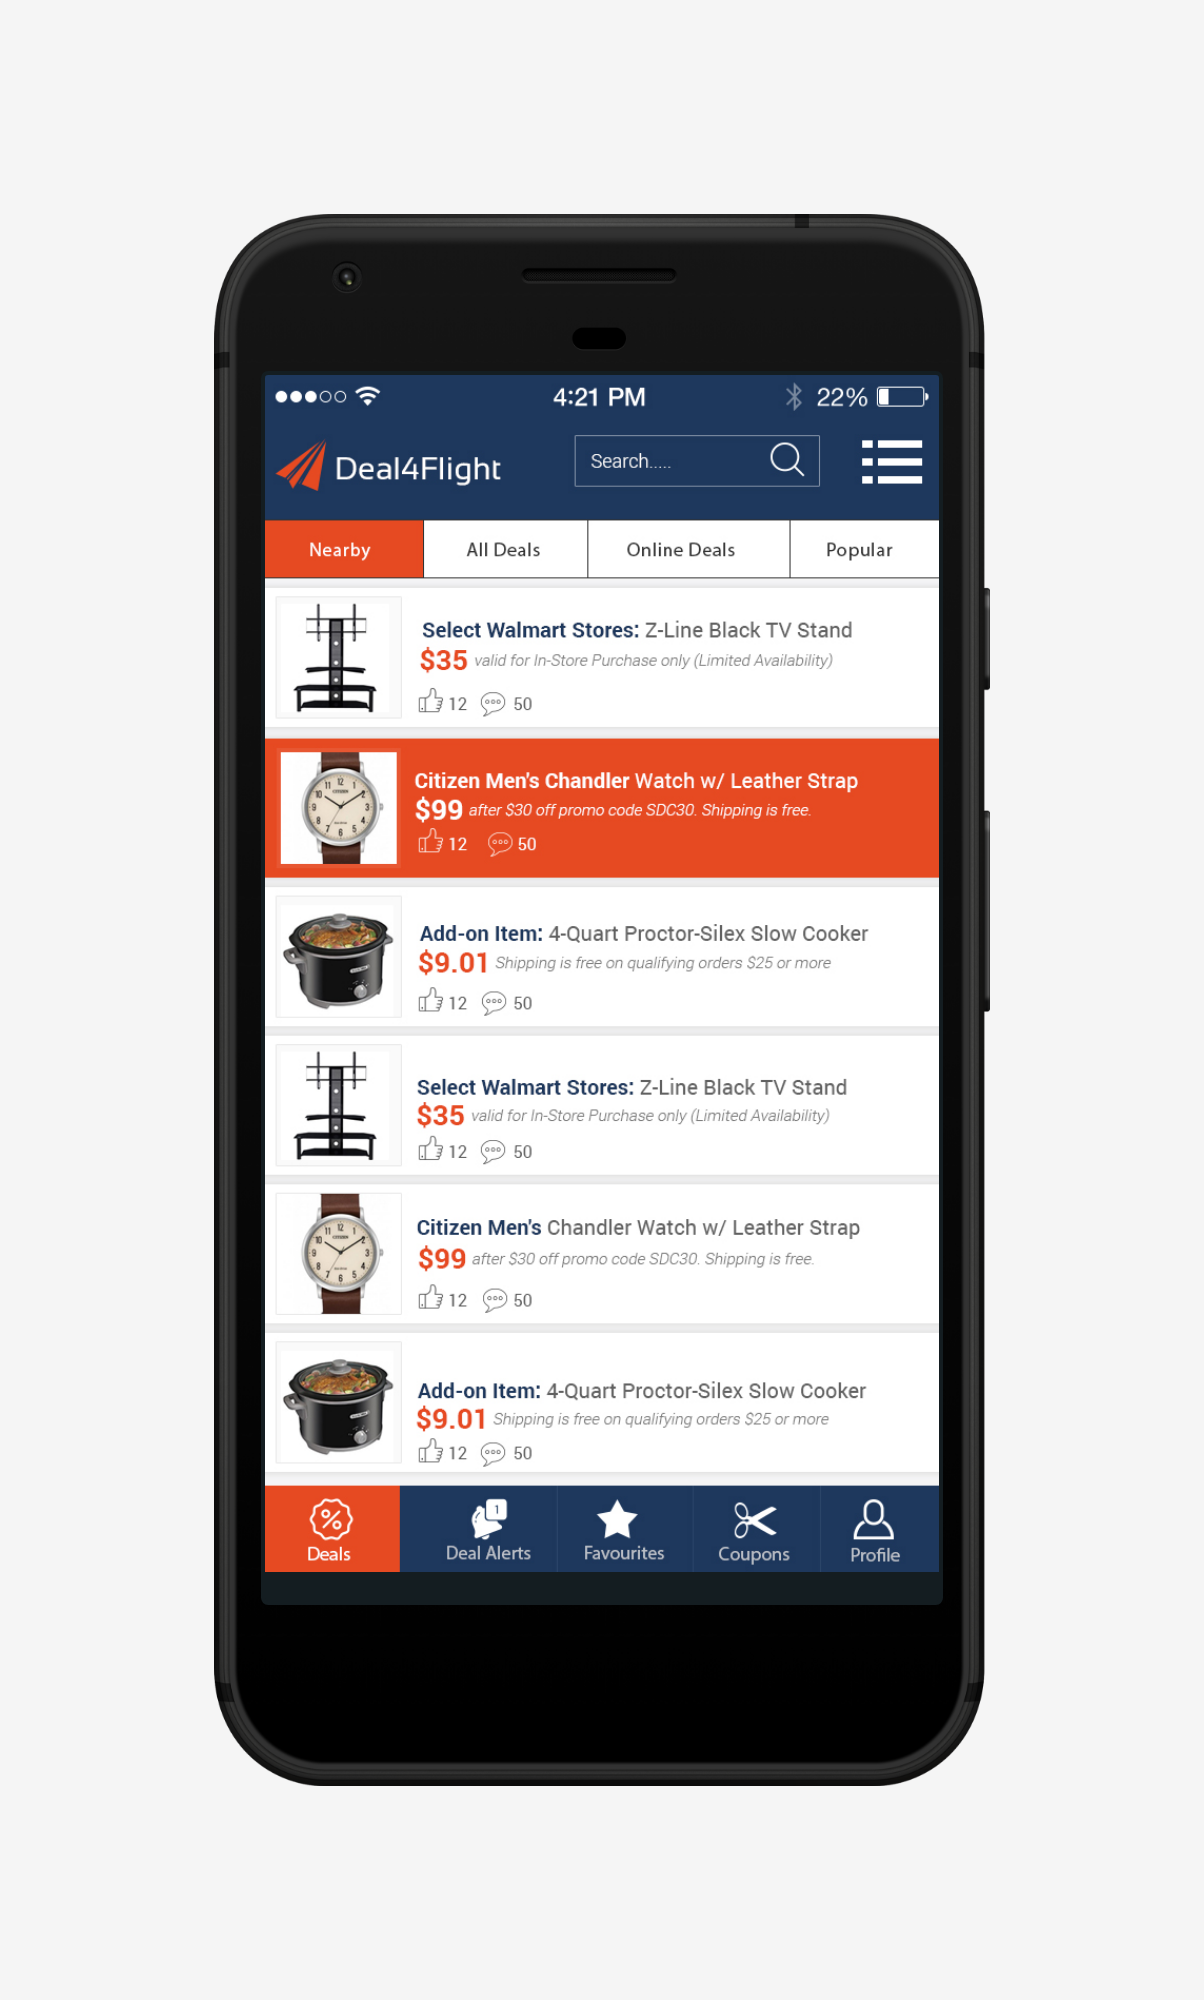 4:21 PM
22%
Deal4Flight
Search.....
Nearby
All Deals
Online Deals
Popular
Select Walmart Stores: Z-Line Black TV Stand
$35 valid for In-Store Purchase only (Limited Availability)
12 50
Citizen Men's Chandler Watch w/ Leather Strap
$99 after $30 off promo code SDC30. Shipping is free.
12 50
Add-on Item: 4-Quart Proctor-Silex Slow Cooker
$9.01 Shipping is free on qualifying orders $25 or more
12 50
Select Walmart Stores: Z-Line Black TV Stand
$35 valid for In-Store Purchase only (Limited Availability)
12 50
Citizen Men's Chandler Watch w/ Leather Strap
$99 after $30 off promo code SDC30. Shipping is free.
12 50
Add-on Item: 4-Quart Proctor-Silex Slow Cooker
$9.01 Shipping is free on qualifying orders $25 or more
12 50
1
Deals
Deal Alerts
Favourites
Coupons
Profile